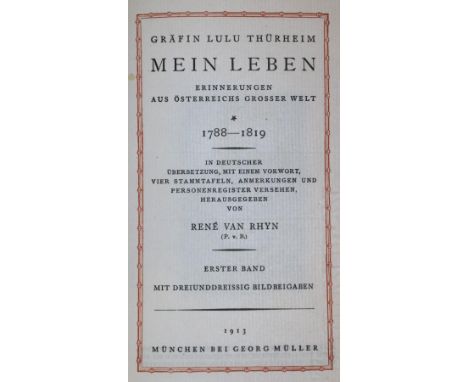 GRÄFIN LULU THÜRHEIM
MEIN LEBEN
ERINNERUNGEN
AUS ÖSTERREICHS GROSSER WELT
*
1788—1819
IN DEUTSCHER
ÜBERSETZUNG, MIT EINEM VORWORT,
VIER STAMMTAFELN, ANMERKUNGEN UND
PERSONENREGISTER VERSEHEN,
HERAUSGEGEBEN
VON
RENÉ VAN RHYN
(P. v. R.)
ERSTER BAND
MIT DREIUNDDREISSIG BILDBEIGABEN
1913
MÜNCHEN BEI GEORG MÜLLER